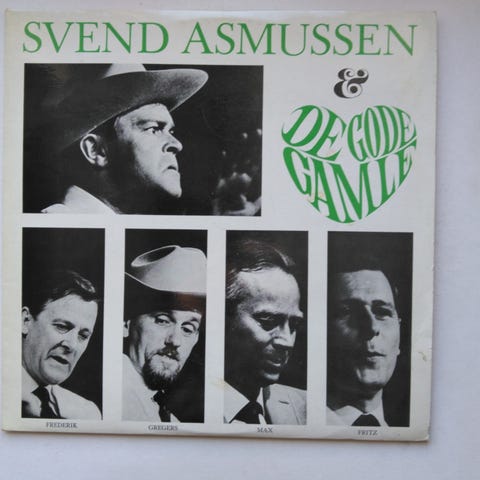 SVEND ASMUSSEN
&
DE GODE
GAMLE
FREDERIK
GREGERS
MAX
FRITZ